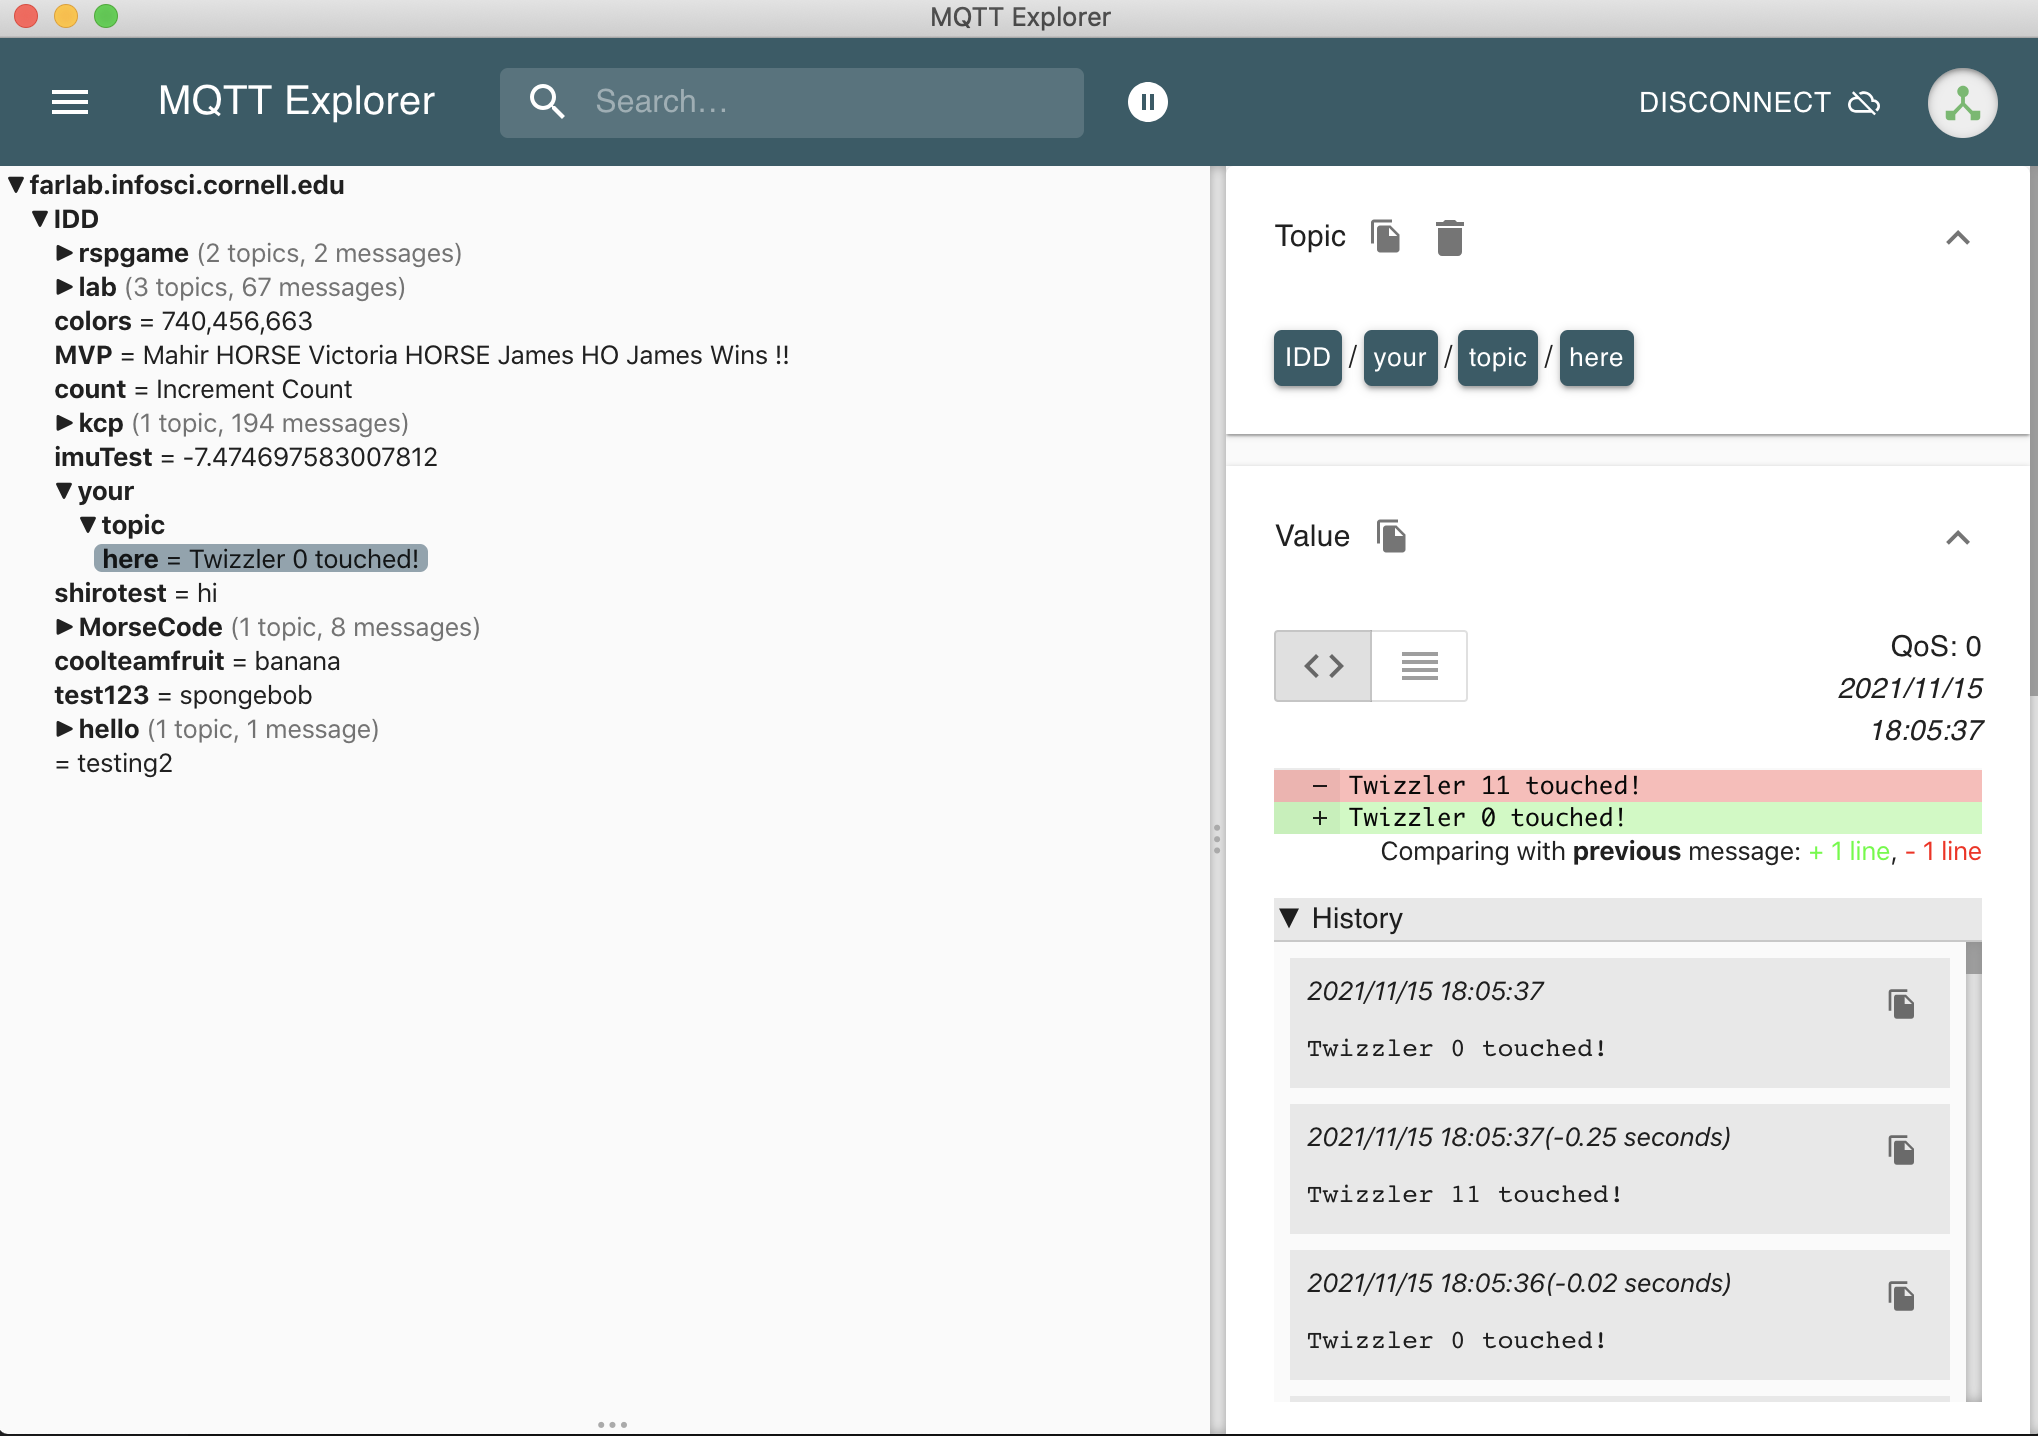 MQTT Explorer
MQTT Explorer
Search...
DISCONNECT
▼ farlab.infosci.cornell.edu
▼ IDD
▶ rspgame (2 topics, 2 messages)
▶ lab (3 topics, 67 messages)
colors = 740,456,663
MVP = Mahir HORSE Victoria HORSE James HO James Wins !!
count = Increment Count
▶ kcp (1 topic, 194 messages)
imuTest = -7.474697583007812
▼ your
▼ topic
here = Twizzler 0 touched!
shirotest = hi
▶ MorseCode (1 topic, 8 messages)
coolteamfruit = banana
test123 = spongebob
▶ hello (1 topic, 1 message)
= testing2
Topic
IDD / your / topic / here
Value
QoS: 0
2021/11/15
18:05:37
- Twizzler 11 touched!
+ Twizzler 0 touched!
Comparing with previous message: + 1 line, - 1 line
▼ History
2021/11/15 18:05:37
Twizzler 0 touched!
2021/11/15 18:05:37(-0.25 seconds)
Twizzler 11 touched!
2021/11/15 18:05:36(-0.02 seconds)
Twizzler 0 touched!